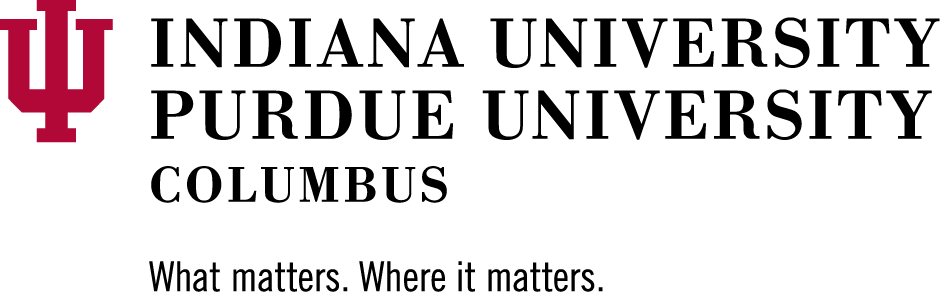 INDIANA UNIVERSITY
PURDUE UNIVERSITY
COLUMBUS
What matters. Where it matters.